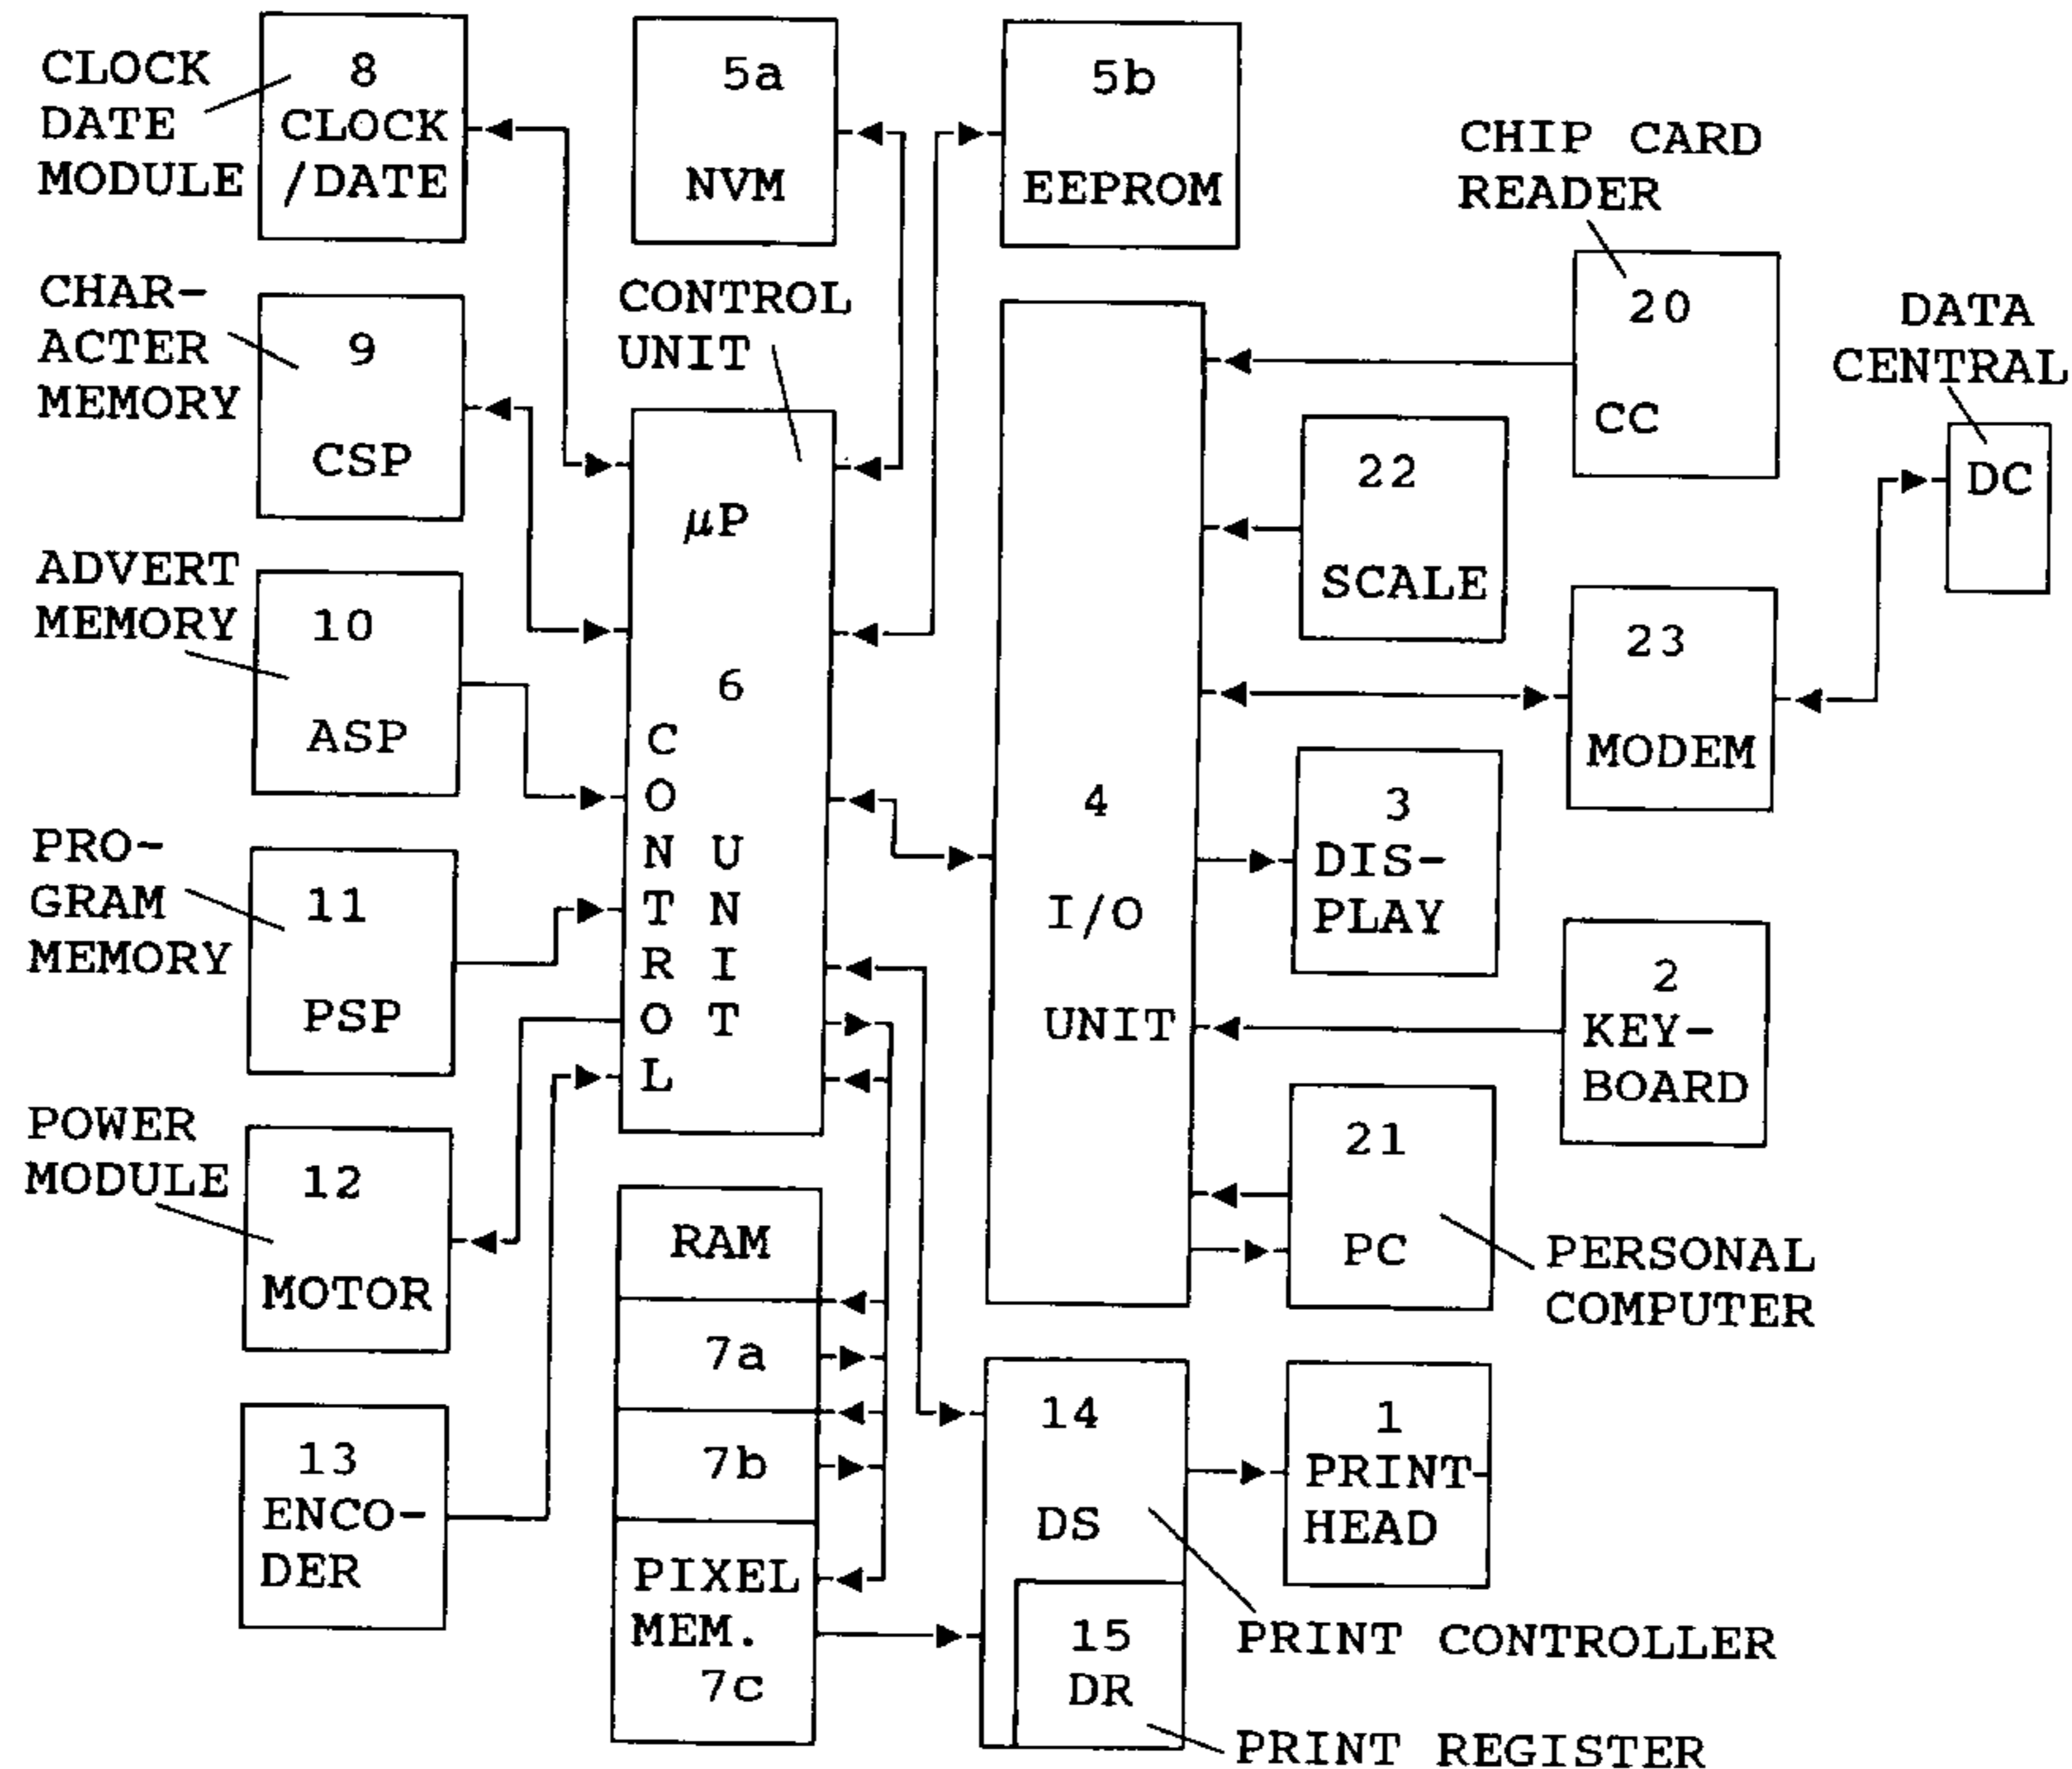 CLOCK
DATE
MODULE
8
CLOCK
/DATE
5a
NVM
5b
EEPROM
CHIP CARD
READER
20
CC
DATA
CENTRAL
DC
CHAR-
ACTER
MEMORY
9
CSP
CONTROL
UNIT
μP
6
CONTROL
UNIT
22
SCALE
23
MODEM
ADVERT
MEMORY
10
ASP
4
I/O
UNIT
3
DIS-
PLAY
PRO-
GRAM
MEMORY
11
PSP
2
KEY-
BOARD
POWER
MODULE
12
MOTOR
21
PC
PERSONAL
COMPUTER
RAM
7a
7b
PIXEL
MEM.
7c
13
ENCO-
DER
14
DS
15
DR
1
PRINT-
HEAD
PRINT CONTROLLER
PRINT REGISTER